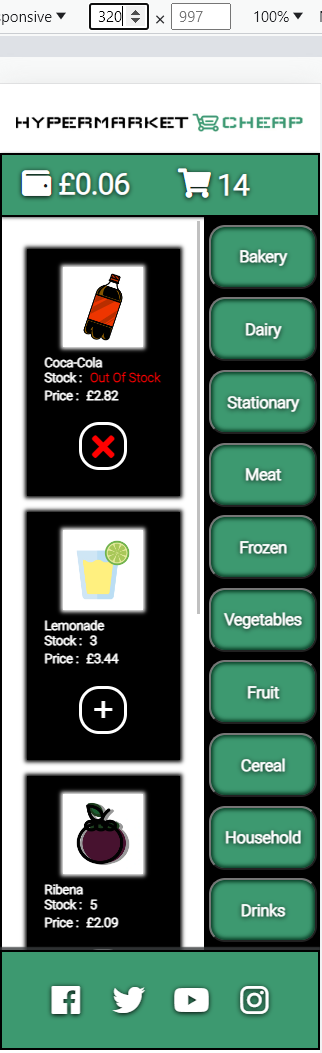 ponsive 320 × 997 100%
HYPERMARKET CHEAP
£0.06 14
Coca-Cola
Stock : Out Of Stock
Price : £2.82
Lemonade
Stock : 3
Price : £3.44
Ribena
Stock : 5
Price : £2.09
Bakery
Dairy
Stationary
Meat
Frozen
Vegetables
Fruit
Cereal
Household
Drinks